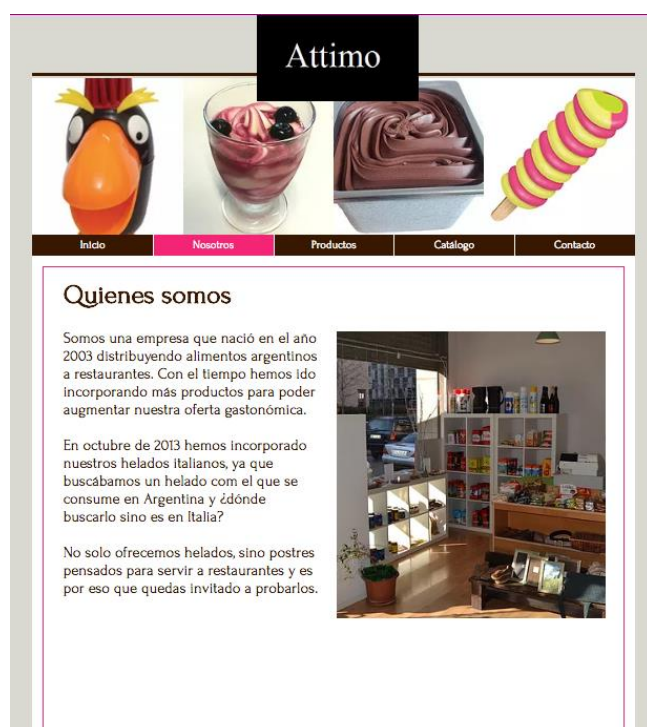 Attimo
Inicio
Nosotros
Productos
Catálogo
Contacto
Quienes somos
Somos una empresa que nació en el año
2003 distribuyendo alimentos argentinos
a restaurantes. Con el tiempo hemos ido
incorporando más productos para poder
augmentar nuestra oferta gastonómica.
En octubre de 2013 hemos incorporado
nuestros helados italianos, ya que
buscábamos un helado com el que se
consume en Argentina y ¿dónde
buscarlo sino es en Italia?
No solo ofrecemos helados, sino postres
pensados para servir a restaurantes y es
por eso que quedas invitado a probarlos.